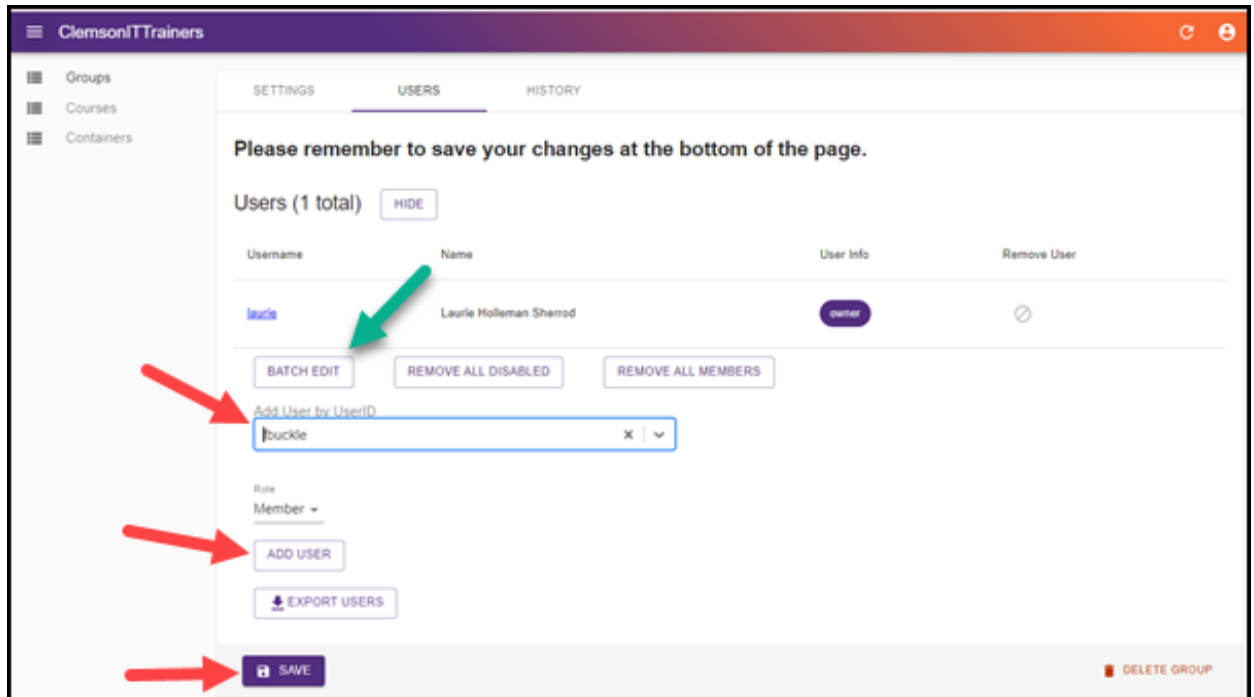 ClemsonITTrainers
Groups
Courses
Containers
SETTINGS USERS HISTORY
Please remember to save your changes at the bottom of the page.
Users (1 total) HIDE
Username Name User Info Remove User
laurie Laurie Holleman Sherrod owner
BATCH EDIT REMOVE ALL DISABLED REMOVE ALL MEMBERS
Add User by UserID
buckle
Role
Member
ADD USER
EXPORT USERS
SAVE DELETE GROUP